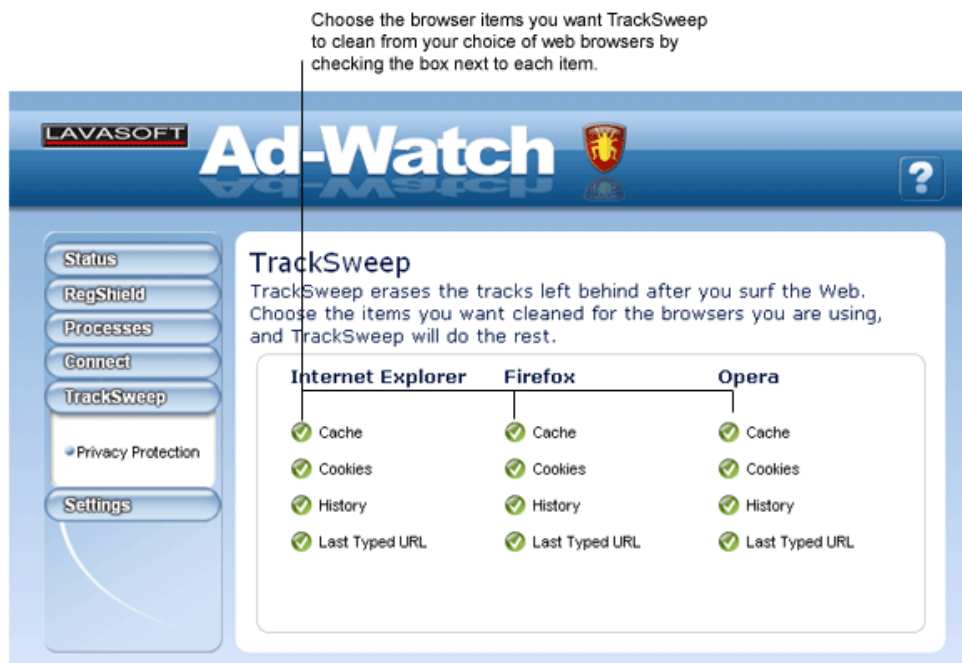 Choose the browser items you want TrackSweep
to clean from your choice of web browsers by
checking the box next to each item.
LAVASOFT
Ad-Watch
?
Status
RegShield
Processes
Connect
TrackSweep
Privacy Protection
Settings
TrackSweep
TrackSweep erases the tracks left behind after you surf the Web.
Choose the items you want cleaned for the browsers you are using,
and TrackSweep will do the rest.
Internet Explorer Firefox Opera
Cache Cache Cache
Cookies Cookies Cookies
History History History
Last Typed URL Last Typed URL Last Typed URL